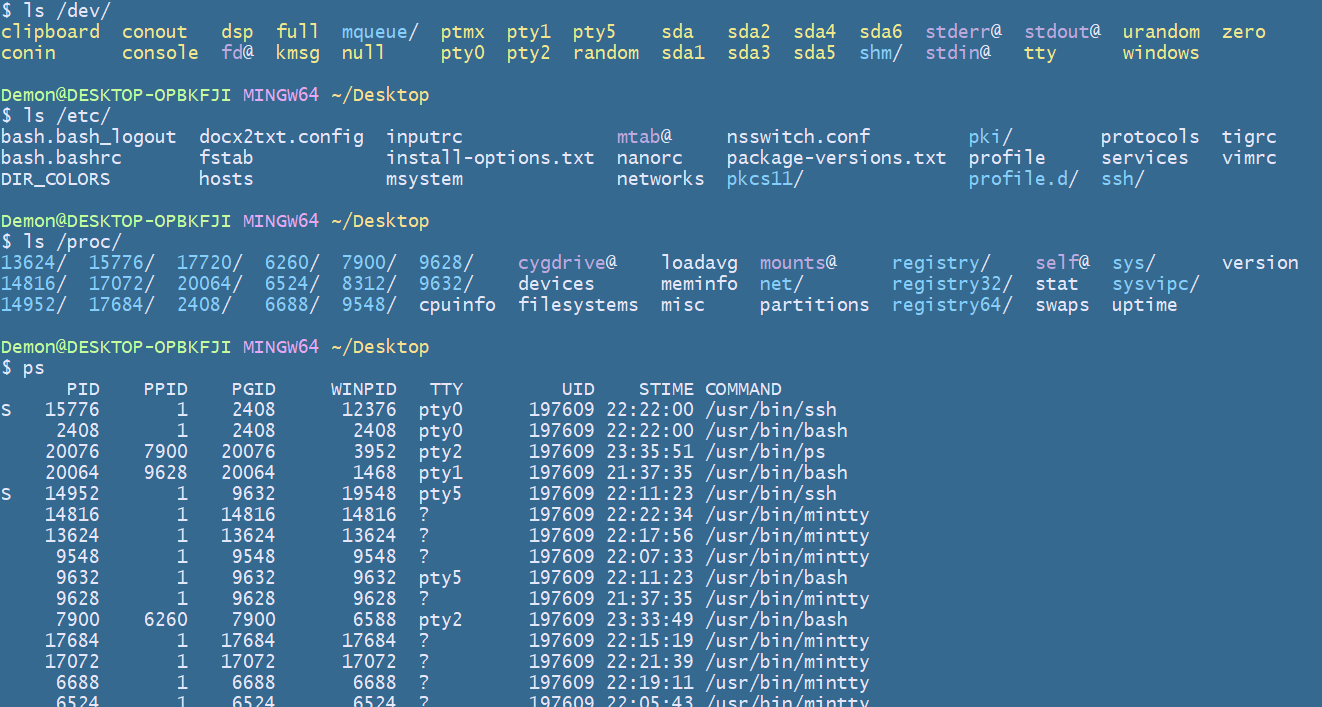 $ ls /dev/
clipboard  conout   dsp  full  mqueue/  ptmx  pty1  pty5    sda   sda2  sda4  sda6  stderr@  stdout@  urandom  zero
conin      console  fd@  kmsg  null     pty0  pty2  random  sda1  sda3  sda5  shm/  stdin@   tty      windows

Demon@DESKTOP-OPBKFJI MINGW64 ~/Desktop
$ ls /etc/
bash.bash_logout  docx2txt.config  inputrc              mtab@     nsswitch.conf         pki/        protocols  tigrc
bash.bashrc       fstab            install-options.txt  nanorc    package-versions.txt  profile     services   vimrc
DIR_COLORS        hosts            msystem              networks  pkcs11/               profile.d/  ssh/

Demon@DESKTOP-OPBKFJI MINGW64 ~/Desktop
$ ls /proc/
13624/  15776/  17720/  6260/  7900/  9628/    cygdrive@    loadavg  mounts@     registry/    self@  sys/      version
14816/  17072/  20064/  6524/  8312/  9632/    devices      meminfo  net/        registry32/  stat   sysvipc/
14952/  17684/  2408/   6688/  9548/  cpuinfo  filesystems  misc     partitions  registry64/  swaps  uptime

Demon@DESKTOP-OPBKFJI MINGW64 ~/Desktop
$ ps
      PID    PPID    PGID     WINPID   TTY         UID    STIME COMMAND
S   15776       1    2408      12376  pty0      197609 22:22:00 /usr/bin/ssh
     2408       1    2408       2408  pty0      197609 22:22:00 /usr/bin/bash
    20076    7900   20076       3952  pty2      197609 23:35:51 /usr/bin/ps
    20064    9628   20064       1468  pty1      197609 21:37:35 /usr/bin/bash
S   14952       1    9632      19548  pty5      197609 22:11:23 /usr/bin/ssh
    14816       1   14816      14816  ?         197609 22:22:34 /usr/bin/mintty
    13624       1   13624      13624  ?         197609 22:17:56 /usr/bin/mintty
     9548       1    9548       9548  ?         197609 22:07:33 /usr/bin/mintty
     9632       1    9632       9632  pty5      197609 22:11:23 /usr/bin/bash
     9628       1    9628       9628  ?         197609 21:37:35 /usr/bin/mintty
     7900    6260    7900       6588  pty2      197609 23:33:49 /usr/bin/bash
    17684       1   17684      17684  ?         197609 22:15:19 /usr/bin/mintty
    17072       1   17072      17072  ?         197609 22:21:39 /usr/bin/mintty
     6688       1    6688       6688  ?         197609 22:19:11 /usr/bin/mintty
     6524       1    6524       6524  ?         197609 22:05:43 /usr/bin/mintty